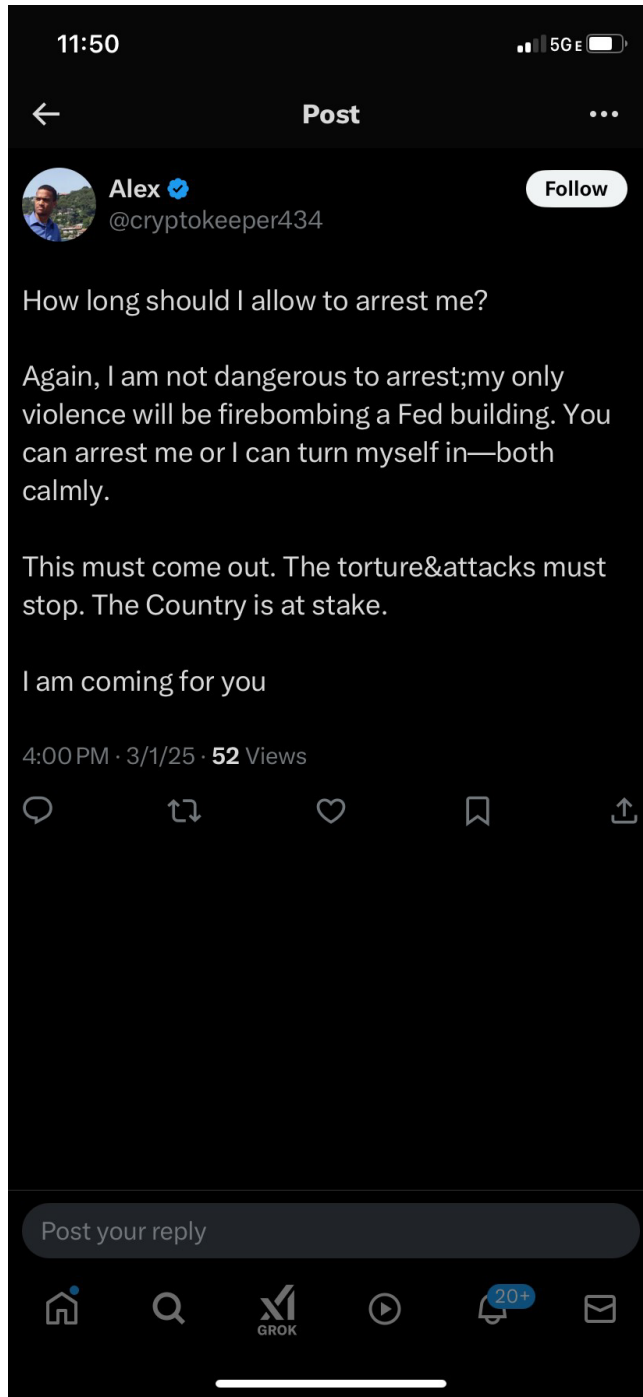 11:50
5GE
Post
Alex
Follow
@cryptokeeper434
How long should I allow to arrest me?
Again, I am not dangerous to arrest;my only
violence will be firebombing a Fed building. You
can arrest me or I can turn myself in—both
calmly.
This must come out. The torture&attacks must
stop. The Country is at stake.
I am coming for you
4:00 PM · 3/1/25 · 52 Views
Post your reply
20+
GROK